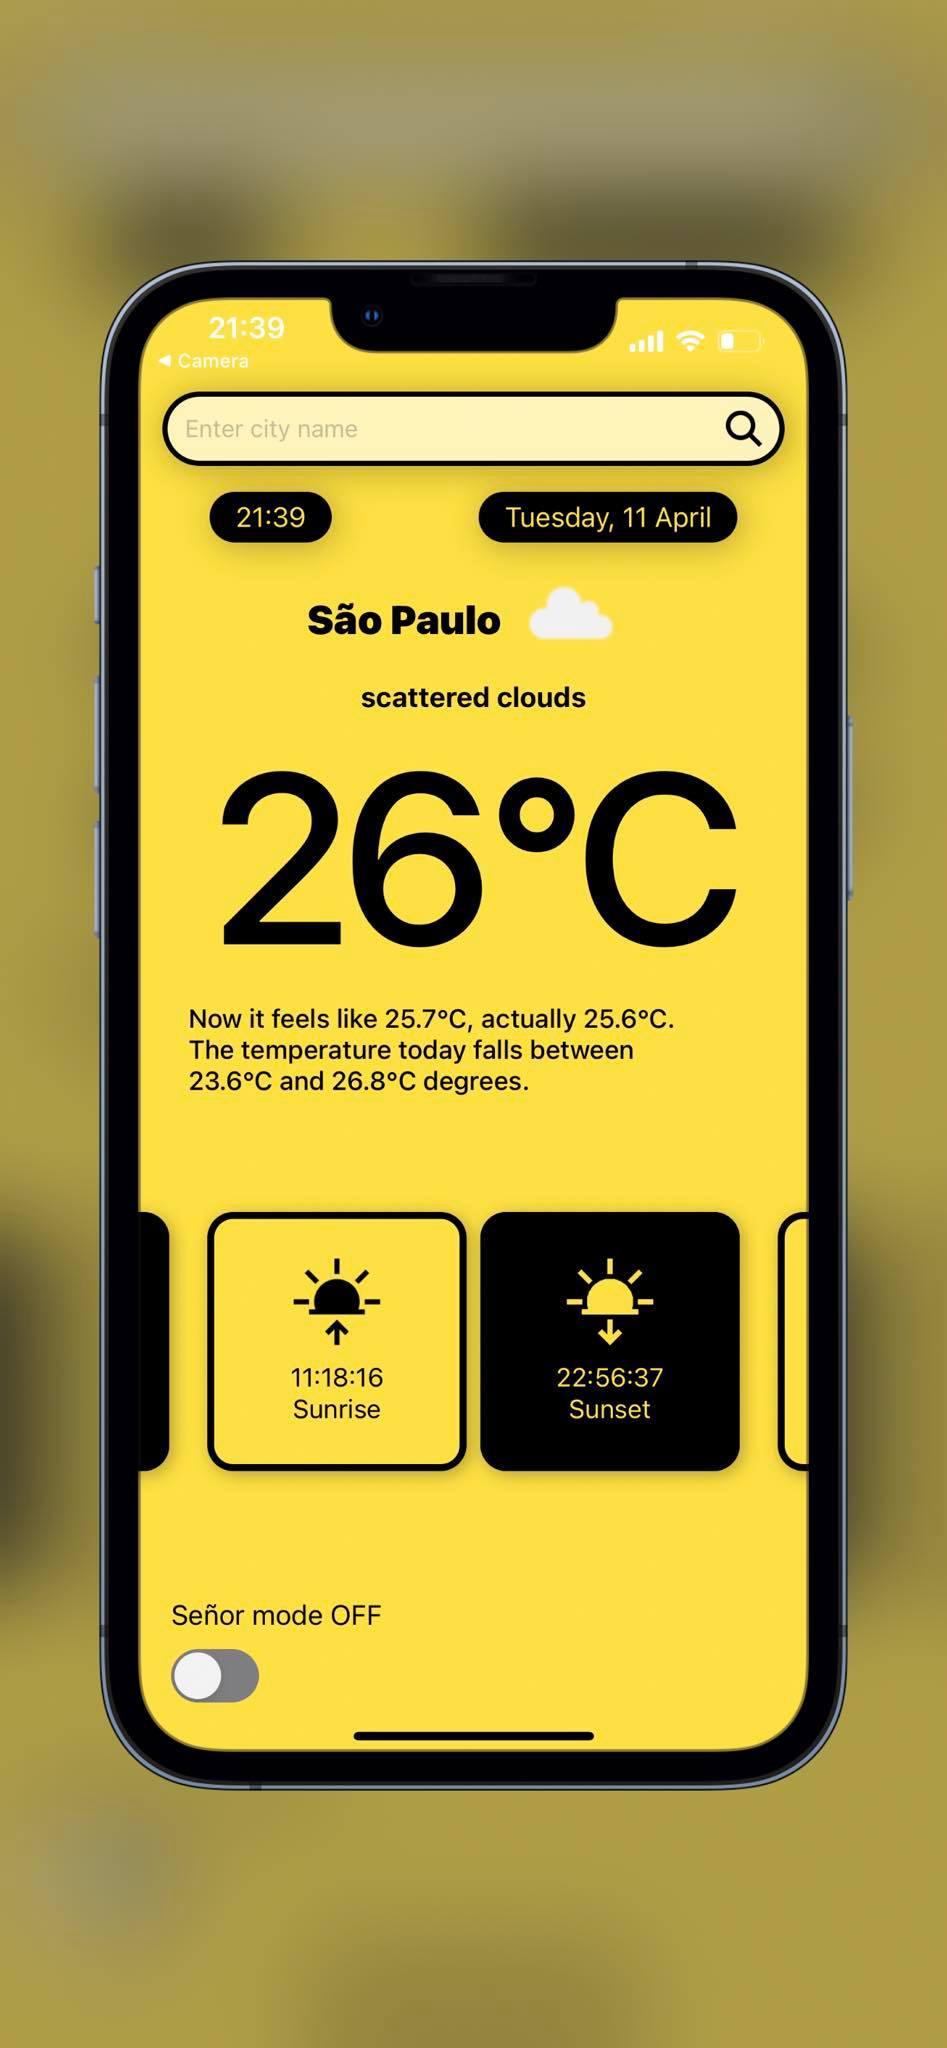 21:39
◀ Camera
Enter city name
21:39
Tuesday, 11 April
São Paulo
scattered clouds
26°C
Now it feels like 25.7°C, actually 25.6°C.
The temperature today falls between
23.6°C and 26.8°C degrees.
11:18:16
Sunrise
22:56:37
Sunset
Señor mode OFF